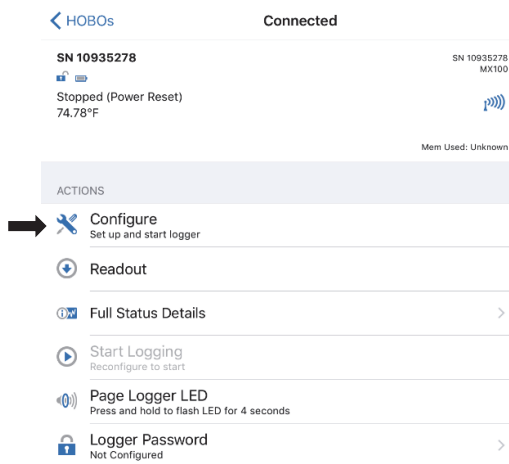 HOBOs
Connected
SN 10935278
SN 10935278
MX100
Stopped (Power Reset)
74.78°F
Mem Used: Unknown
ACTIONS
Configure
Set up and start logger
Readout
Full Status Details
Start Logging
Reconfigure to start
Page Logger LED
Press and hold to flash LED for 4 seconds
Logger Password
Not Configured